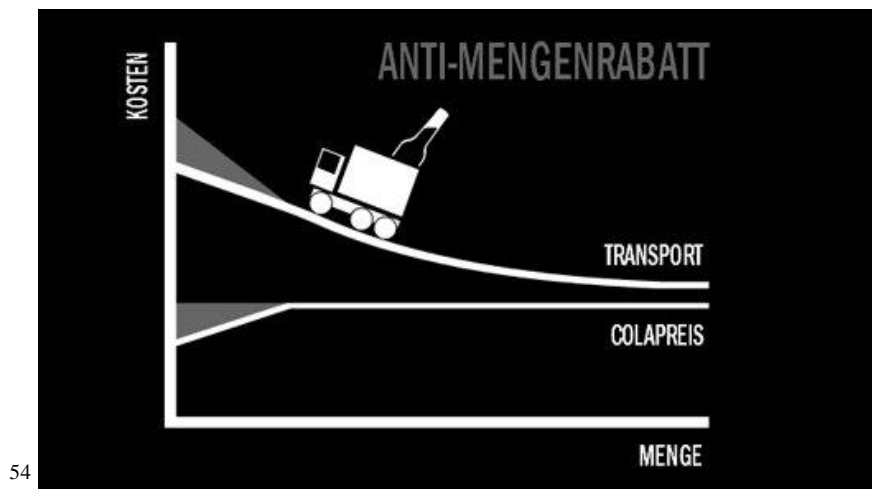 ANTI-MENGENRABATT
KOSTEN
TRANSPORT
COLAPREIS
MENGE
54